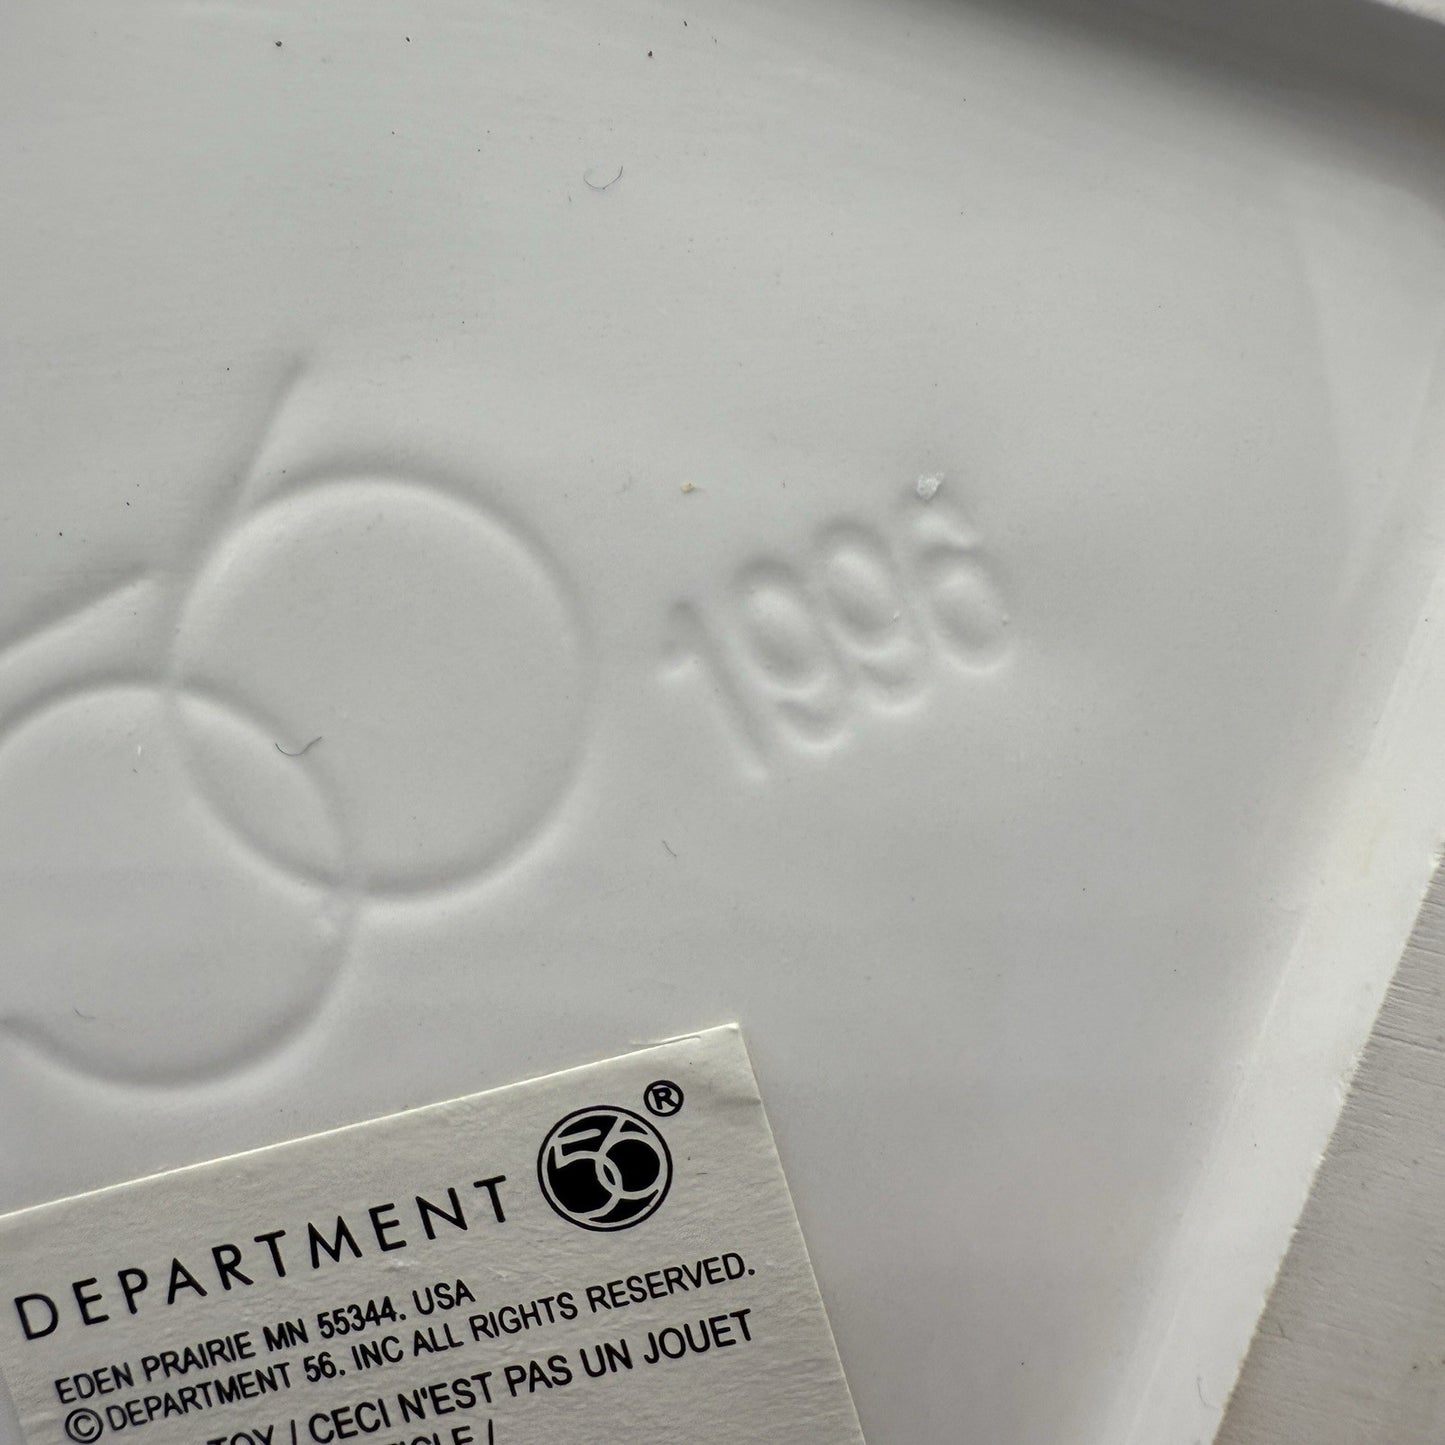 56 1996
DEPARTMENT 56 ®
EDEN PRAIRIE MN 55344. USA
©DEPARTMENT 56. INC ALL RIGHTS RESERVED.
TOY / CECI N'EST PAS UN JOUET